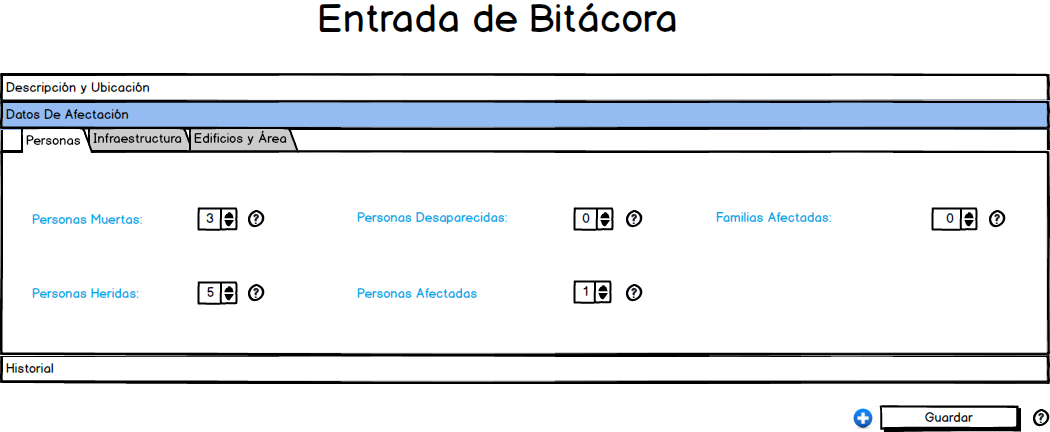 Entrada de Bitácora
Descripción y Ubicación
Datos De Afectación
Personas Infraestructura Edificios y Área
Personas Muertas: 3 ? Personas Desaparecidas: 0 ? Familias Afectadas: 0 ?
Personas Heridas: 5 ? Personas Afectadas 1 ?
Historial
Guardar ?